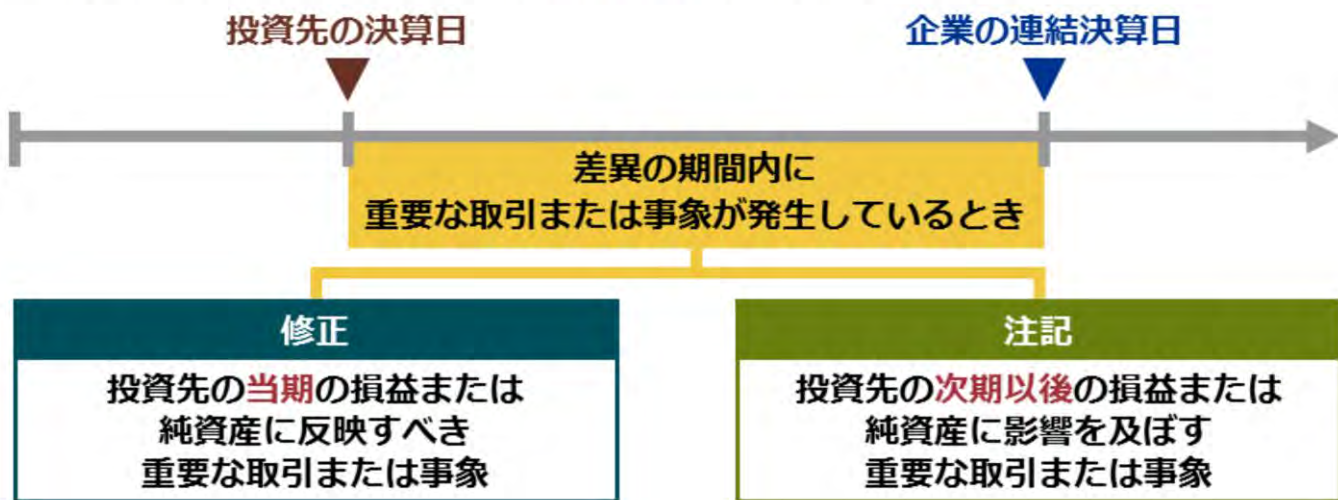 投資先の決算日
企業の連結決算日
差異の期間内に
重要な取引または事象が発生しているとき
修正
投資先の当期の損益または
純資産に反映すべき
重要な取引または事象
注記
投資先の次期以後の損益または
純資産に影響を及ぼす
重要な取引または事象